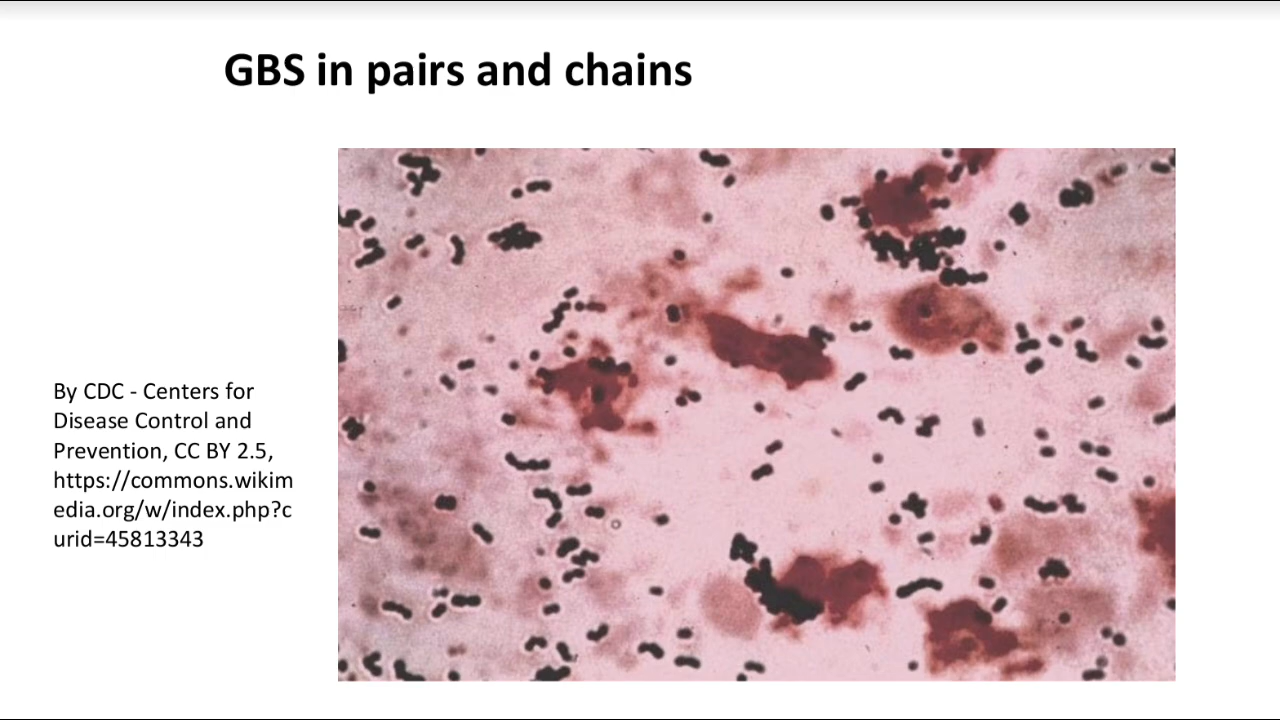 GBS in pairs and chains
By CDC - Centers for
Disease Control and
Prevention, CC BY 2.5,
https://commons.wikim
edia.org/w/index.php?c
urid=45813343